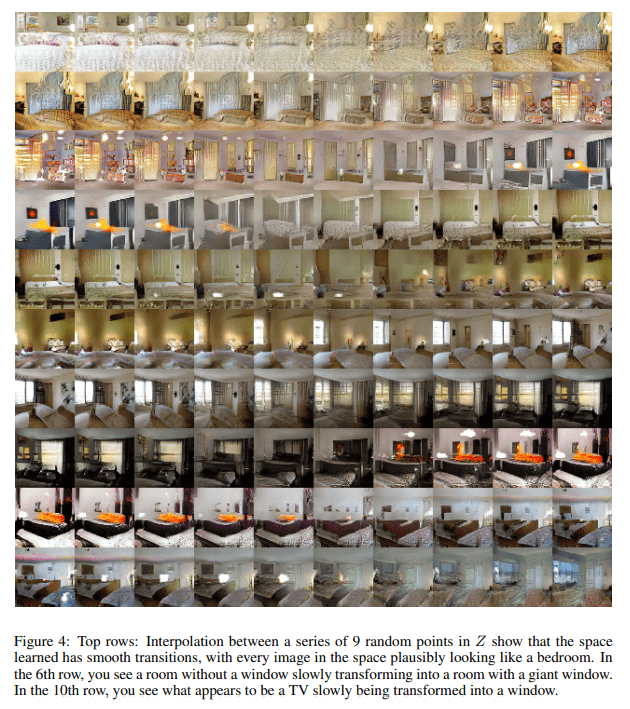 Figure 4: Top rows: Interpolation between a series of 9 random points in Z show that the space
learned has smooth transitions, with every image in the space plausibly looking like a bedroom. In
the 6th row, you see a room without a window slowly transforming into a room with a giant window.
In the 10th row, you see what appears to be a TV slowly being transformed into a window.